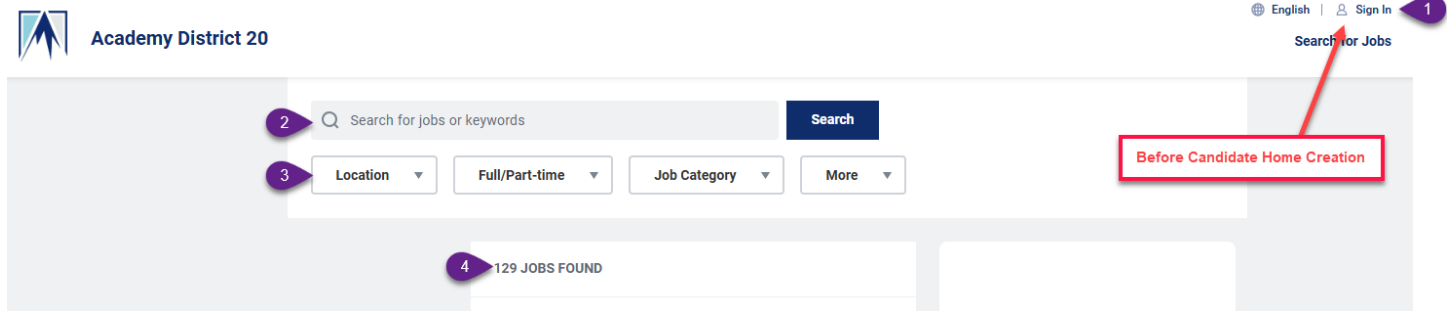 English | Sign In 1
Academy District 20
Search for Jobs
2 Search for jobs or keywords Search
Before Candidate Home Creation
3 Location Full/Part-time Job Category More
4 129 JOBS FOUND